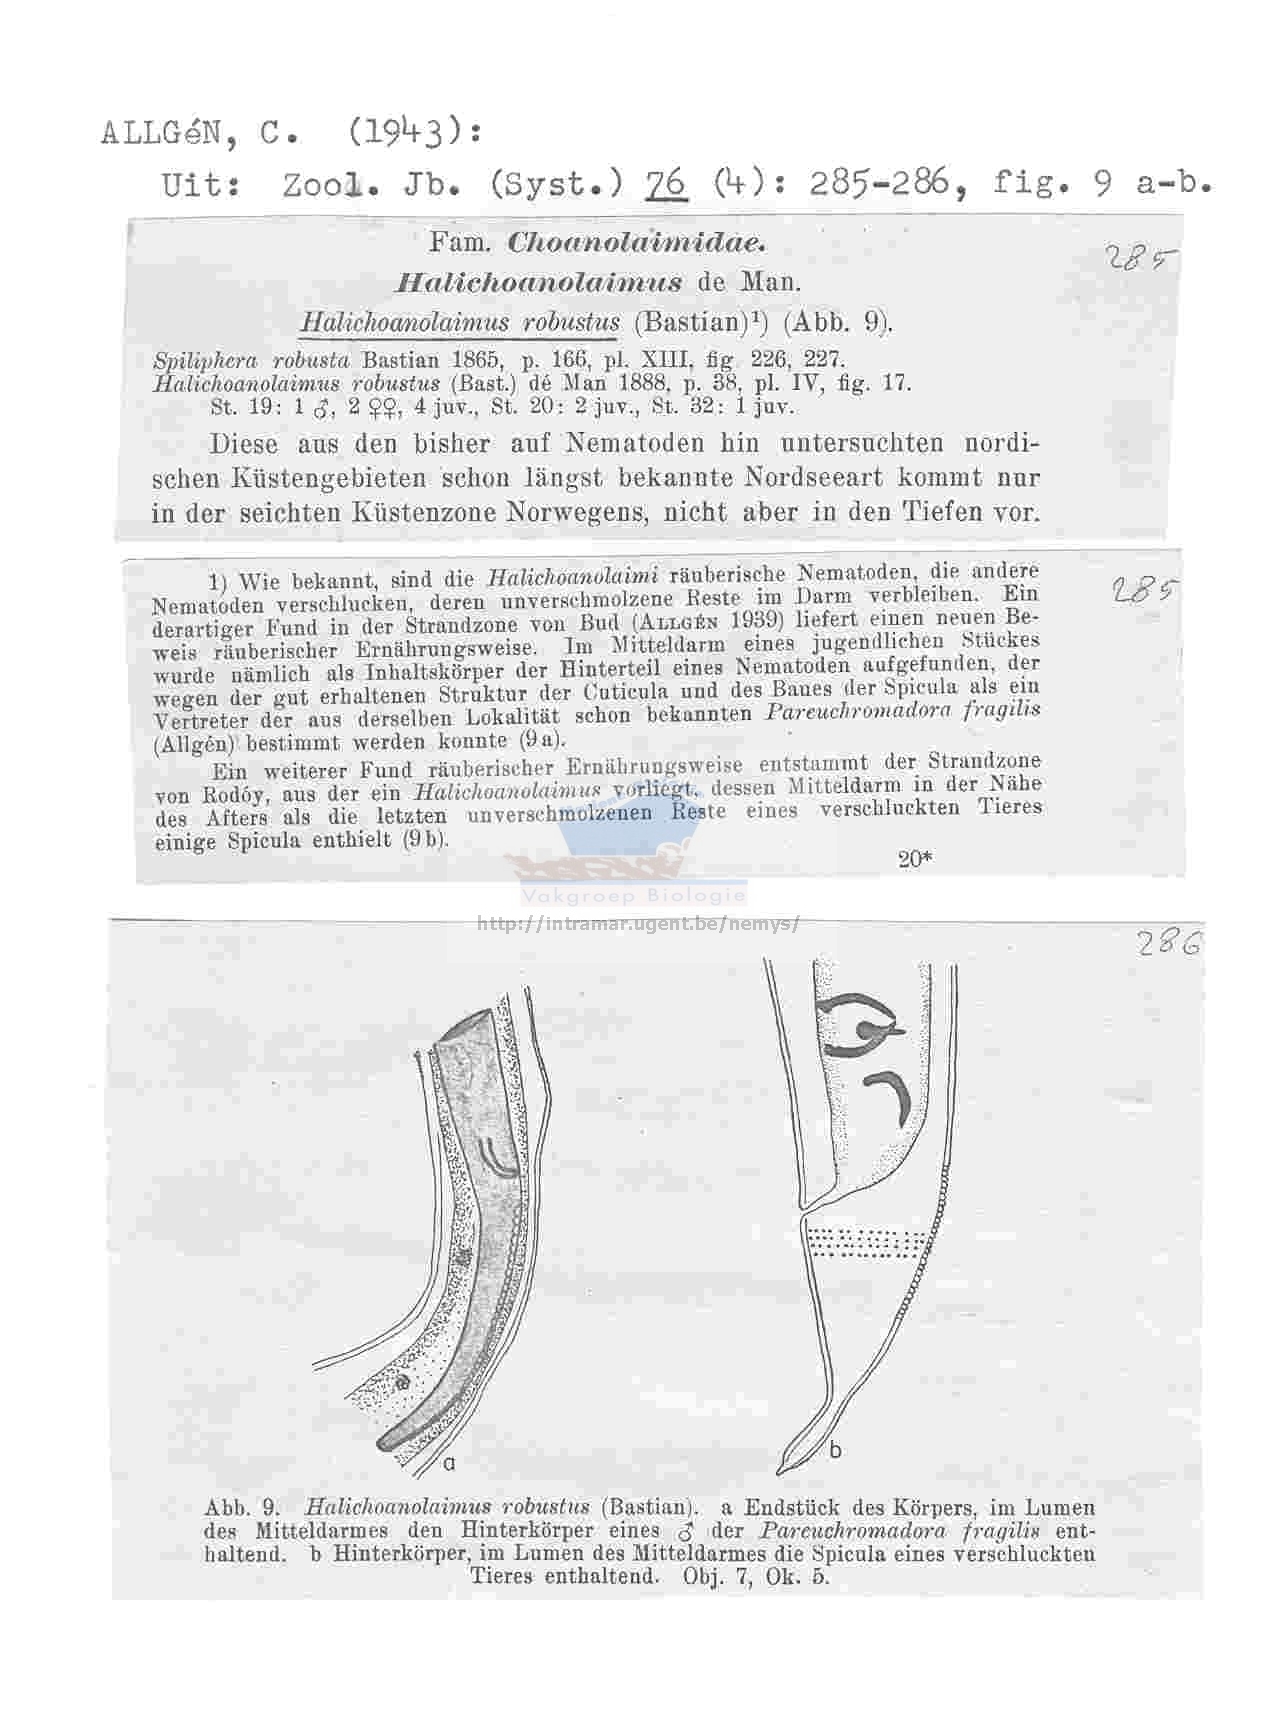 ALLGéN, C. (1943):
Uit: Zool. Jb. (Syst.) 76 (4): 285-286, fig. 9 a-b.
Fam. Choanolaimidae.
285
Halichoanolaimus de Man.
Halichoanolaimus robustus (Bastian)¹) (Abb. 9).
Spiliphera robusta Bastian 1865, p. 166, pl. XIII, fig 226, 227.
Halichoanolaimus robustus (Bast.) dé Man 1888, p. 38, pl. IV, fig. 17.
St. 19: 1 ♂, 2 ♀♀, 4 juv., St. 20: 2 juv., St. 32: 1 juv.
Diese aus den bisher auf Nematoden hin untersuchten nordi-
schen Küstengebieten schon längst bekannte Nordseeart kommt nur
in der seichten Küstenzone Norwegens, nicht aber in den Tiefen vor.
1) Wie bekannt, sind die Halichoanolaimi räuberische Nematoden, die andere
285
Nematoden verschlucken, deren unverschmolzene Reste im Darm verbleiben. Ein
derartiger Fund in der Strandzone von Bud (ALLGÉN 1939) liefert einen neuen Be-
weis räuberischer Ernährungsweise. Im Mitteldarm eines jugendlichen Stückes
wurde nämlich als Inhaltskörper der Hinterteil eines Nematoden aufgefunden, der
wegen der gut erhaltenen Struktur der Cuticula und des Baues der Spicula als ein
Vertreter der aus derselben Lokalität schon bekannten Pareuchromadora fragilis
(Allgén) bestimmt werden konnte (9a).
Ein weiterer Fund räuberischer Ernährungsweise entstammt der Strandzone
von Rodöy, aus der ein Halichoanolaimus vorliegt, dessen Mitteldarm in der Nähe
des Afters als die letzten unverschmolzenen Reste eines verschluckten Tieres
einige Spicula enthielt (9b).
20*
Vakgroep Biologie
http://intramar.ugent.be/nemys/
286
a
b
Abb. 9. Halichoanolaimus robustus (Bastian). a Endstück des Körpers, im Lumen
des Mitteldarmes den Hinterkörper eines ♂ der Pareuchromadora fragilis ent-
haltend. b Hinterkörper, im Lumen des Mitteldarmes die Spicula eines verschluckten
Tieres enthaltend. Obj. 7, Ok. 5.